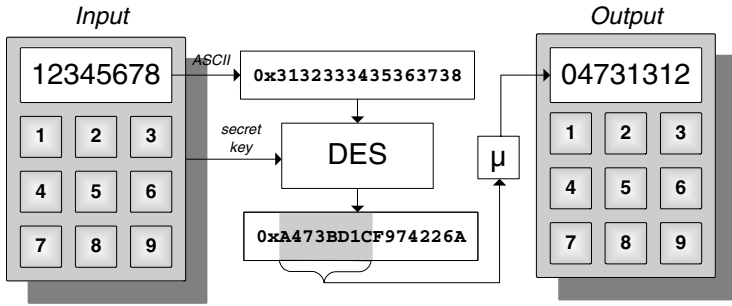 Input
Output
12345678
ASCII
0x3132333435363738
04731312
1 2 3
secret
key
DES
µ
1 2 3
4 5 6
4 5 6
7 8 9
0xA473BD1CF974226A
7 8 9